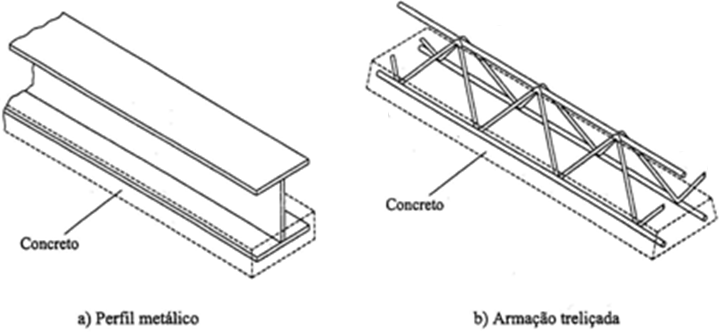 Concreto
Concreto
a) Perfil metálico
b) Armação treliçada